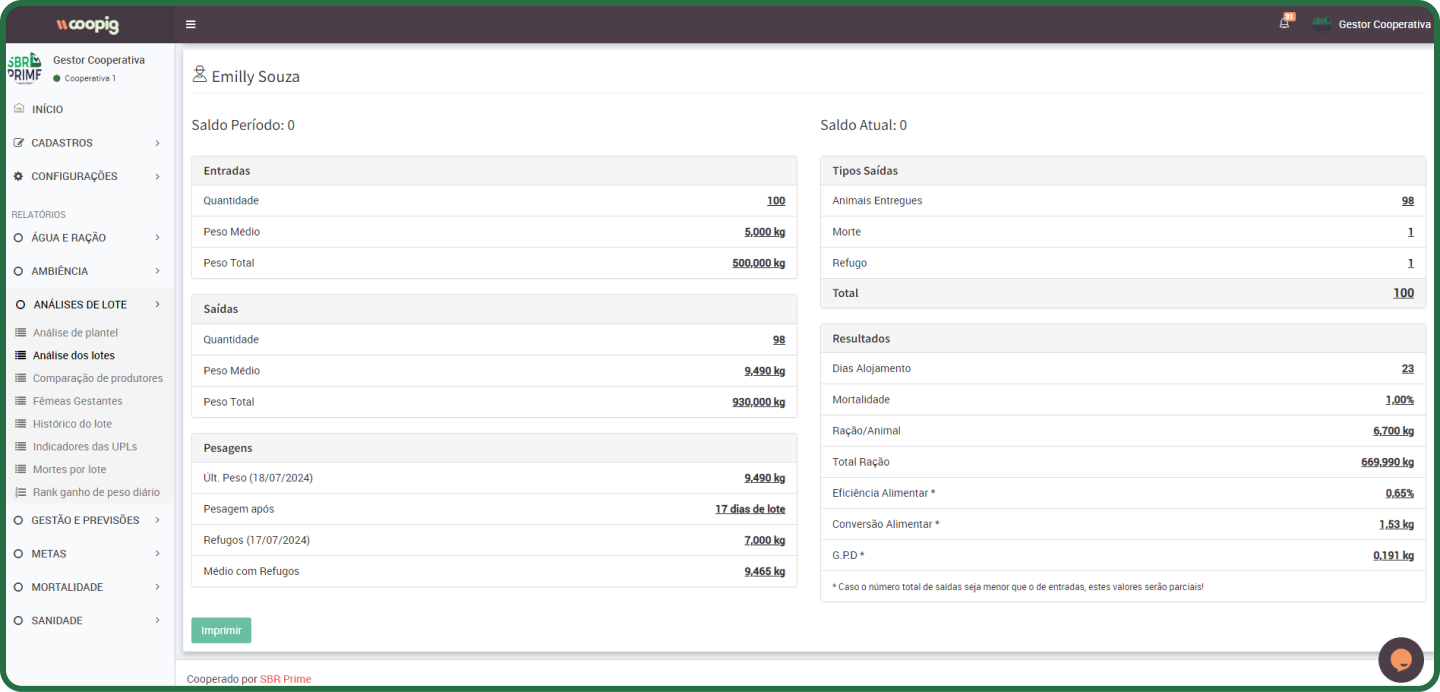 coopig
31
Gestor Cooperativa
SBR
PRIME
Gestor Cooperativa
Cooperativa 1
INÍCIO
CADASTROS
CONFIGURAÇÕES
RELATÓRIOS
ÁGUA E RAÇÃO
AMBIÊNCIA
ANÁLISES DE LOTE
Análise de plantel
Análise dos lotes
Comparação de produtores
Fêmeas Gestantes
Histórico do lote
Indicadores das UPLs
Mortes por lote
Rank ganho de peso diário
GESTÃO E PREVISÕES
METAS
MORTALIDADE
SANIDADE
Emilly Souza
Saldo Período: 0
Entradas
Quantidade 100
Peso Médio 5,000 kg
Peso Total 500,000 kg
Saídas
Quantidade 98
Peso Médio 9,490 kg
Peso Total 930,000 kg
Pesagens
Últ. Peso (18/07/2024) 9,490 kg
Pesagem após 17 dias de lote
Refugos (17/07/2024) 7,000 kg
Médio com Refugos 9,465 kg
Imprimir
Saldo Atual: 0
Tipos Saídas
Animais Entregues 98
Morte 1
Refugo 1
Total 100
Resultados
Dias Alojamento 23
Mortalidade 1,00%
Ração/Animal 6,700 kg
Total Ração 669,990 kg
Eficiência Alimentar * 0,65%
Conversão Alimentar * 1,53 kg
G.P.D * 0,191 kg
* Caso o número total de saídas seja menor que o de entradas, estes valores serão parciais!
Cooperado por SBR Prime